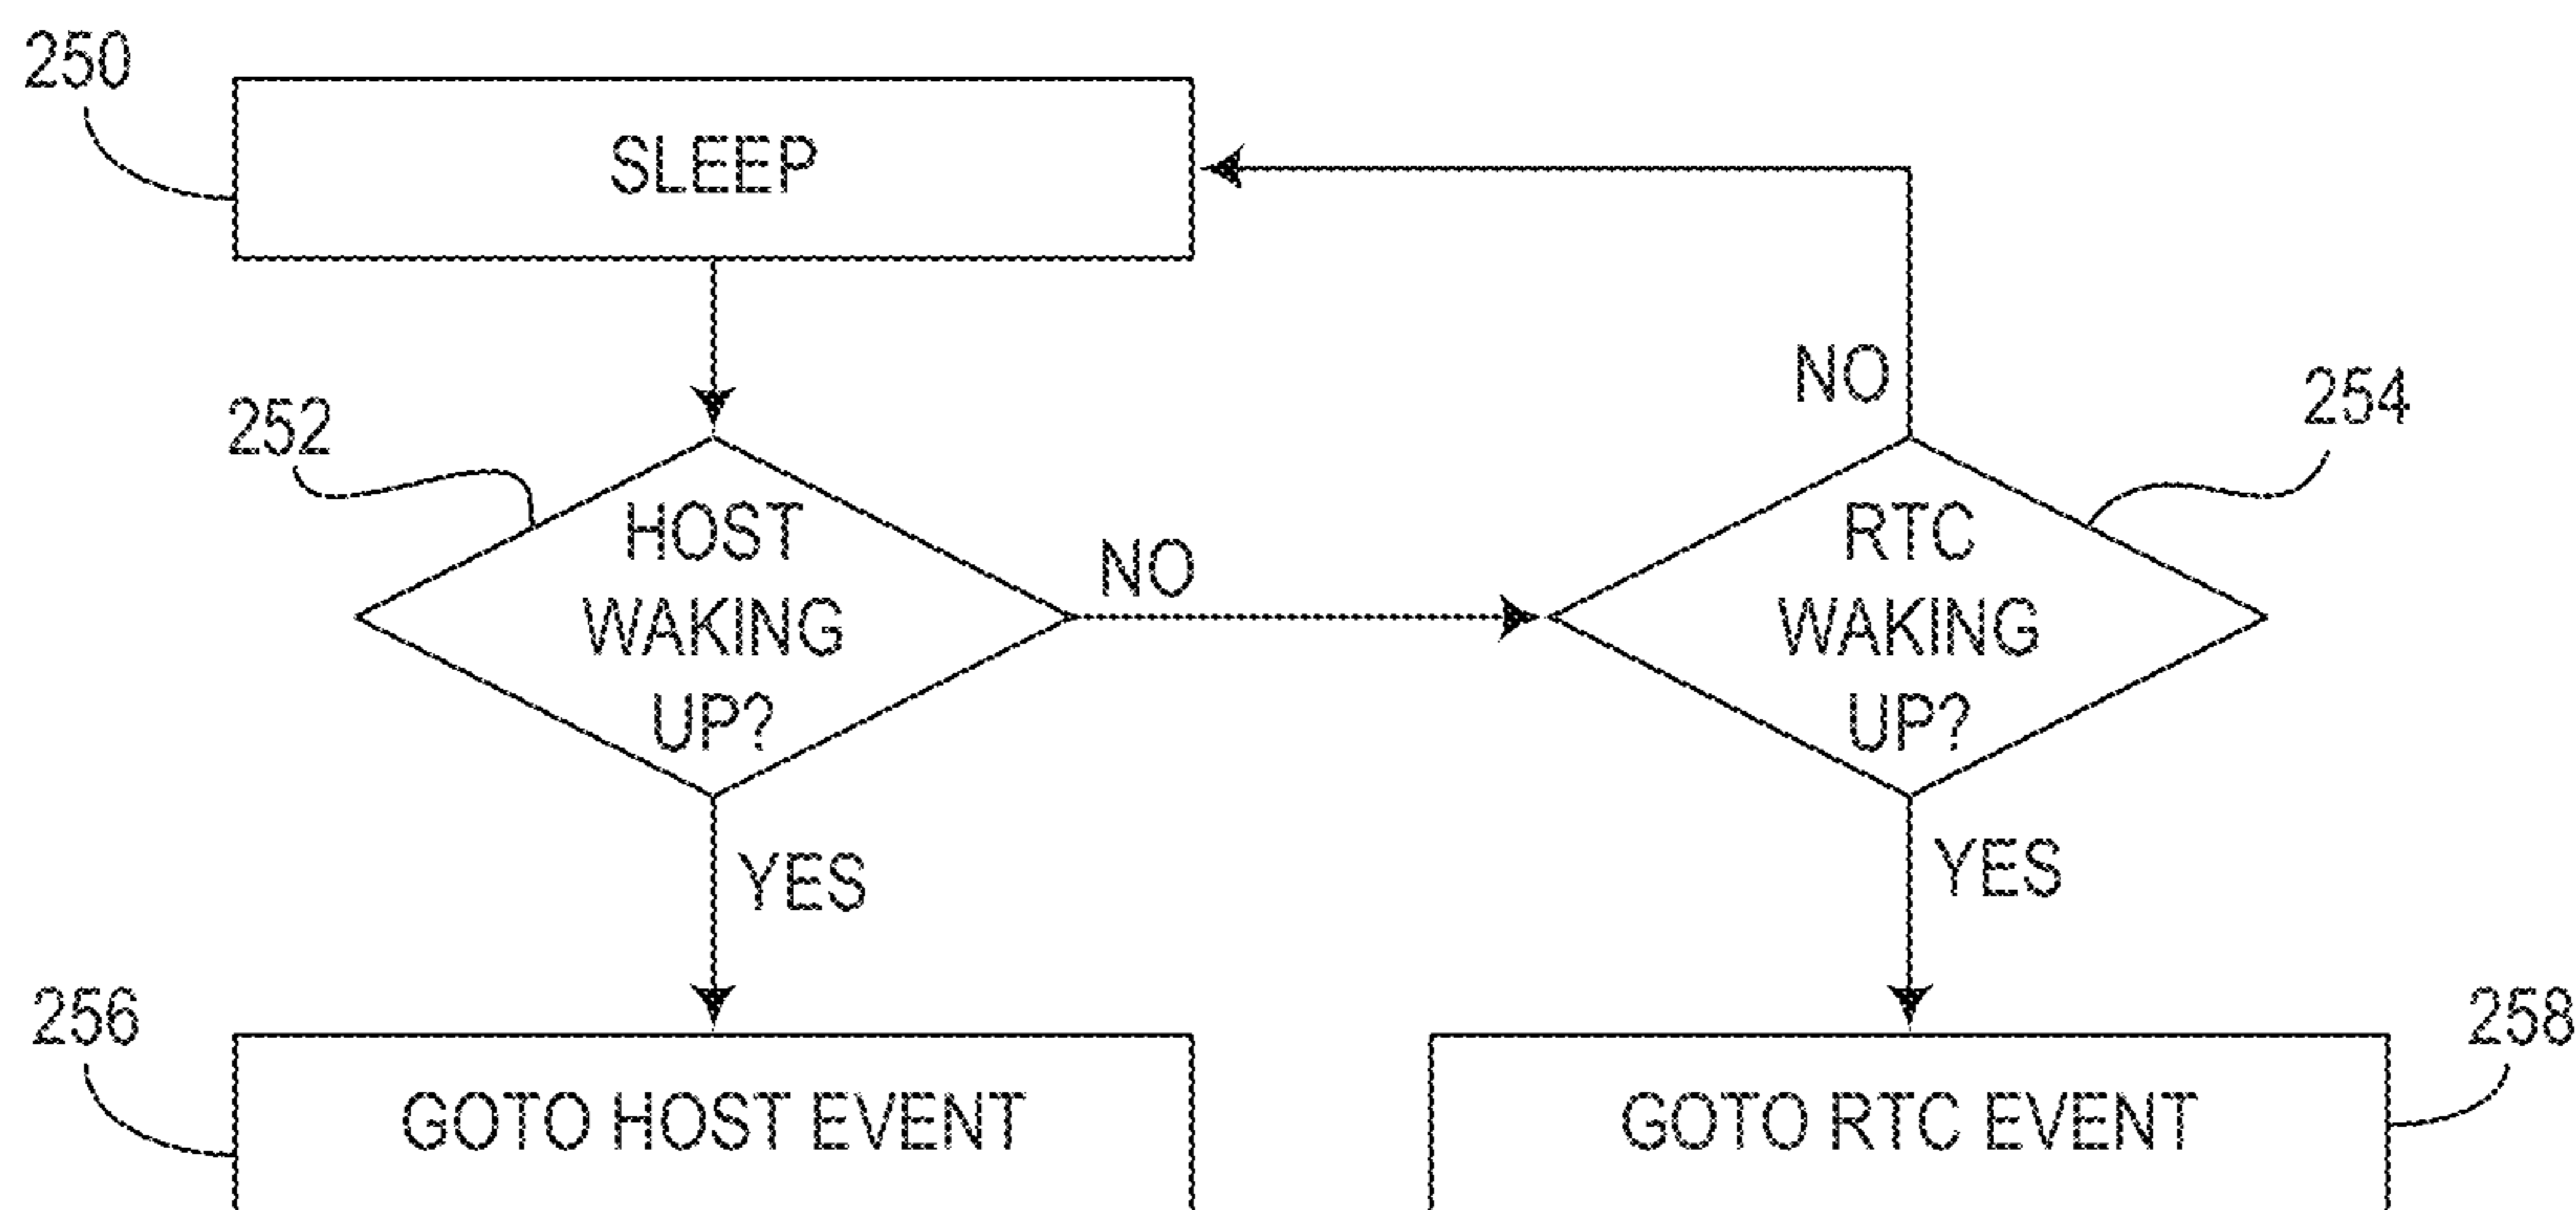 250
SLEEP
NO
252
254
HOST
WAKING
UP?
NO
RTC
WAKING
UP?
YES
YES
256
258
GOTO HOST EVENT
GOTO RTC EVENT